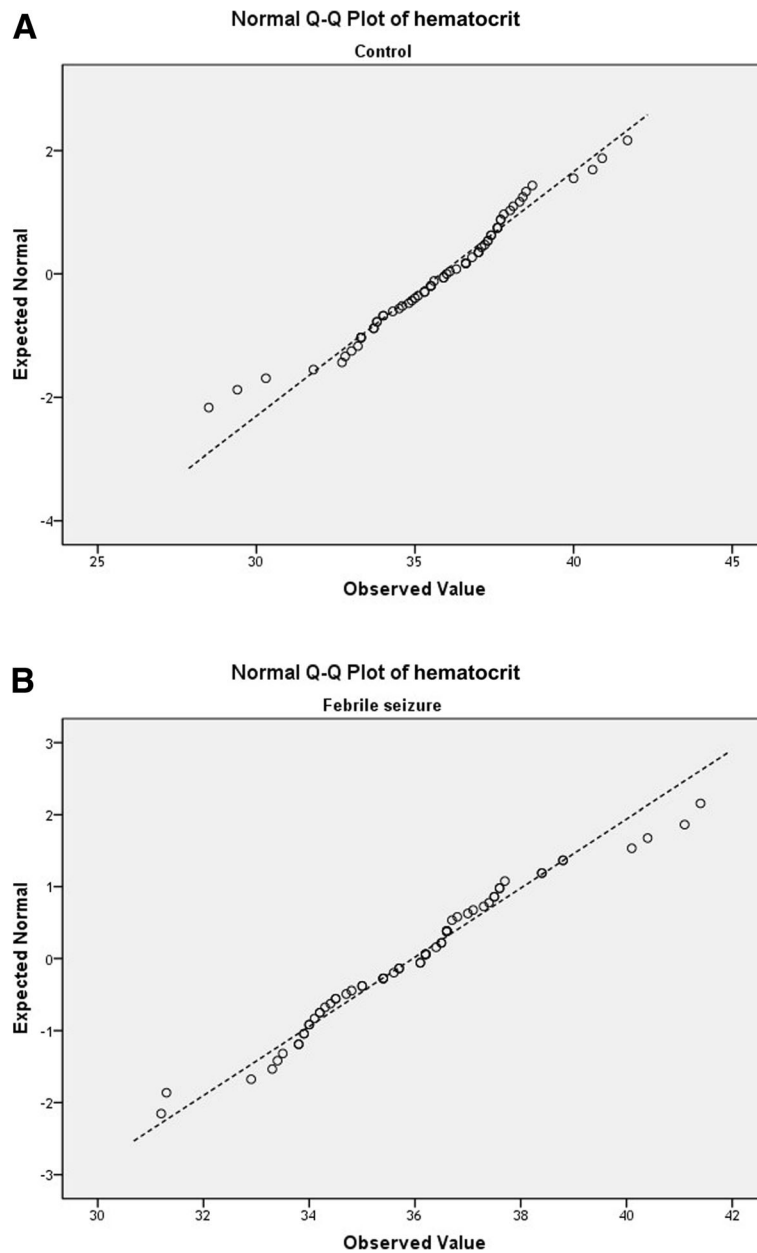 A
Normal Q-Q Plot of hematocrit
Control
2
0
-2
-4
Expected Normal
25 30 35 40 45
Observed Value
B
Normal Q-Q Plot of hematocrit
Febrile seizure
3
2
1
0
-1
-2
-3
Expected Normal
30 32 34 36 38 40 42
Observed Value